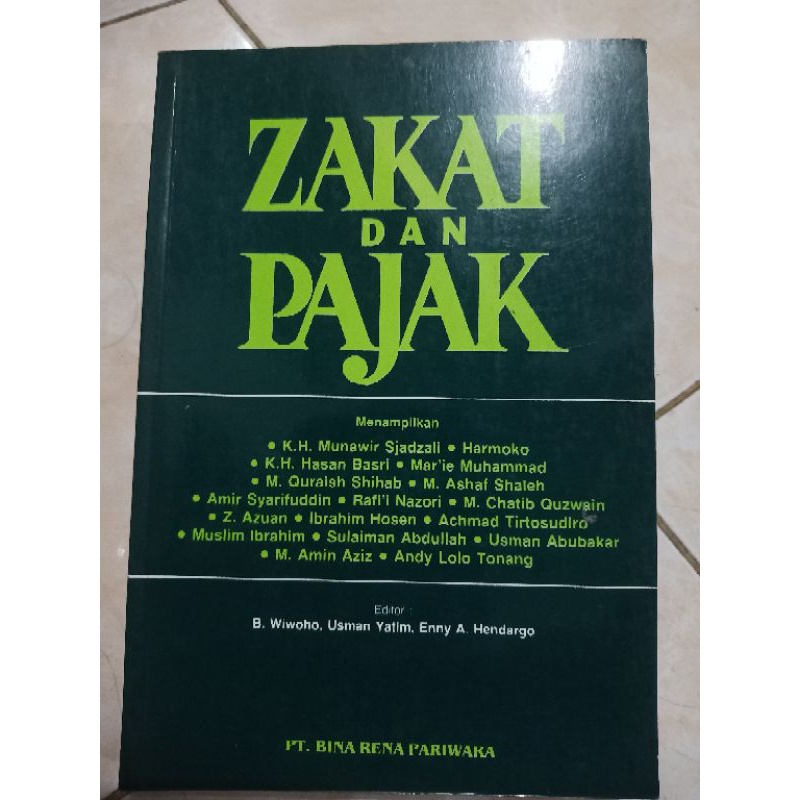 ZAKAT
DAN
PAJAK
Menampilkan
• K.H. Munawir Sjadzali • Harmoko
• K.H. Hasan Basri • Mar'ie Muhammad
• M. Quraish Shihab • M. Ashaf Shaleh
• Amir Syarifuddin • Rafi'i Nazori • M. Chatib Quzwain
• Z. Azuan • Ibrahim Hosen • Achmad Tirtosudiro
• Muslim Ibrahim • Sulaiman Abdullah • Usman Abubakar
• M. Amin Aziz • Andy Lolo Tonang
Editor :
B. Wiwoho, Usman Yatim, Enny A. Hendargo
PT. BINA RENA PARIWARA